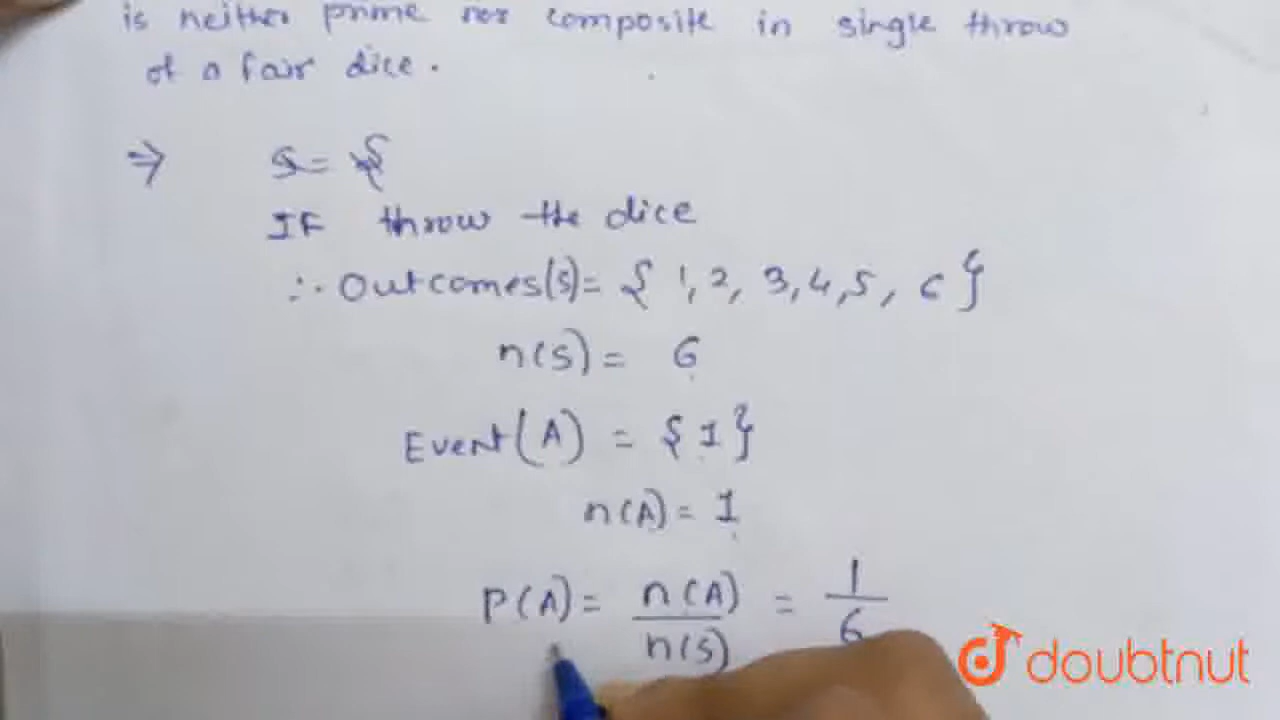 is neither prime nor composite in single throw
of a fair dice.
⇒ S = {
IF throw the dice
∴ Outcomes(s) = { 1, 2, 3, 4, 5, 6 }
n(s) = 6
Event(A) = { 1 }
n(A) = 1
P(A) = n(A)/n(s) = 1/6
doubtnut